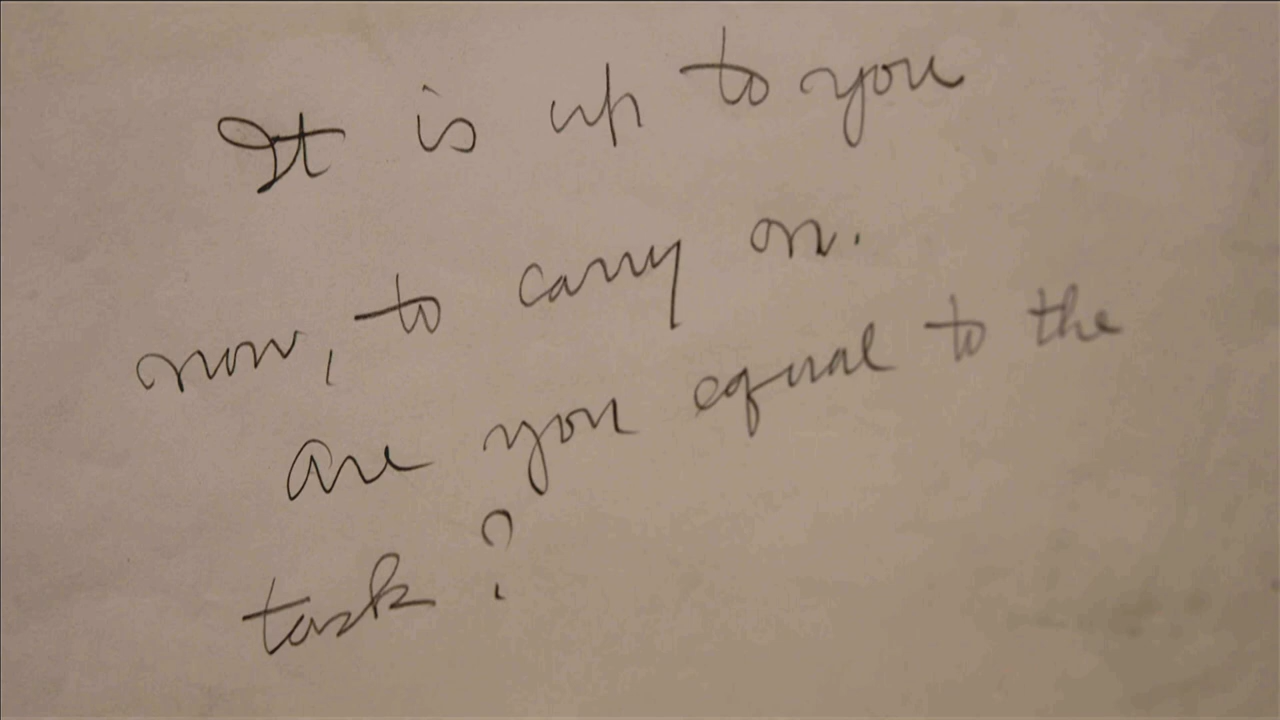 It is up to you
now, to carry on.
are you equal to the
task?